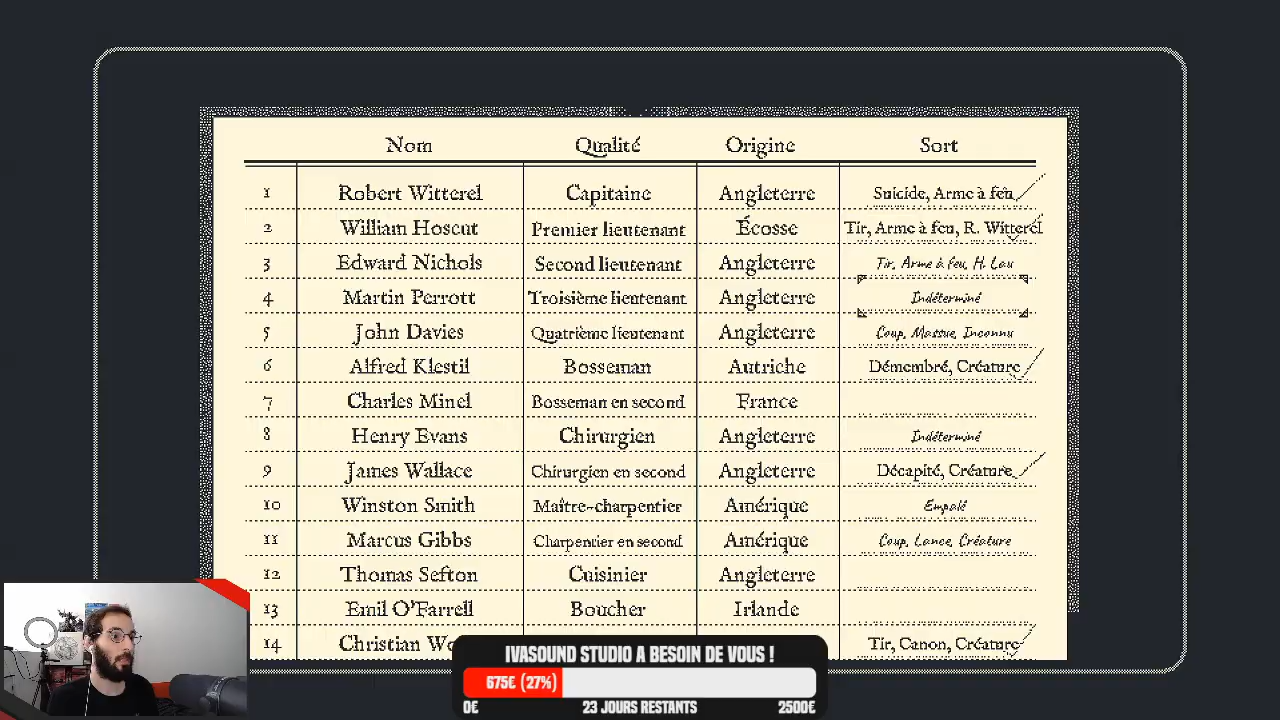 Nom Qualité Origine Sort
1 Robert Witterel Capitaine Angleterre Suicide, Arme à feu
2 William Hoscut Premier lieutenant Écosse Tir, Arme à feu, R. Witterel
3 Edward Nichols Second lieutenant Angleterre Tir, Arme à feu, H. Lau
4 Martin Perrott Troisième lieutenant Angleterre Indéterminé
5 John Davies Quatrième lieutenant Angleterre Coup, Massue, Inconnu
6 Alfred Klestil Bosseman Autriche Démembré, Créature
7 Charles Minel Bosseman en second France
8 Henry Evans Chirurgien Angleterre Indéterminé
9 James Wallace Chirurgien en second Angleterre Décapité, Créature
10 Winston Smith Maître-charpentier Amérique Empalé
11 Marcus Gibbs Charpentier en second Amérique Coup, Lance, Créature
12 Thomas Sefton Cuisinier Angleterre
13 Emil O'Farrell Boucher Irlande
14 Christian Wo Tir, Canon, Créature
IVASOUND STUDIO A BESOIN DE VOUS !
675€ (27%)
0€ 23 JOURS RESTANTS 2500€